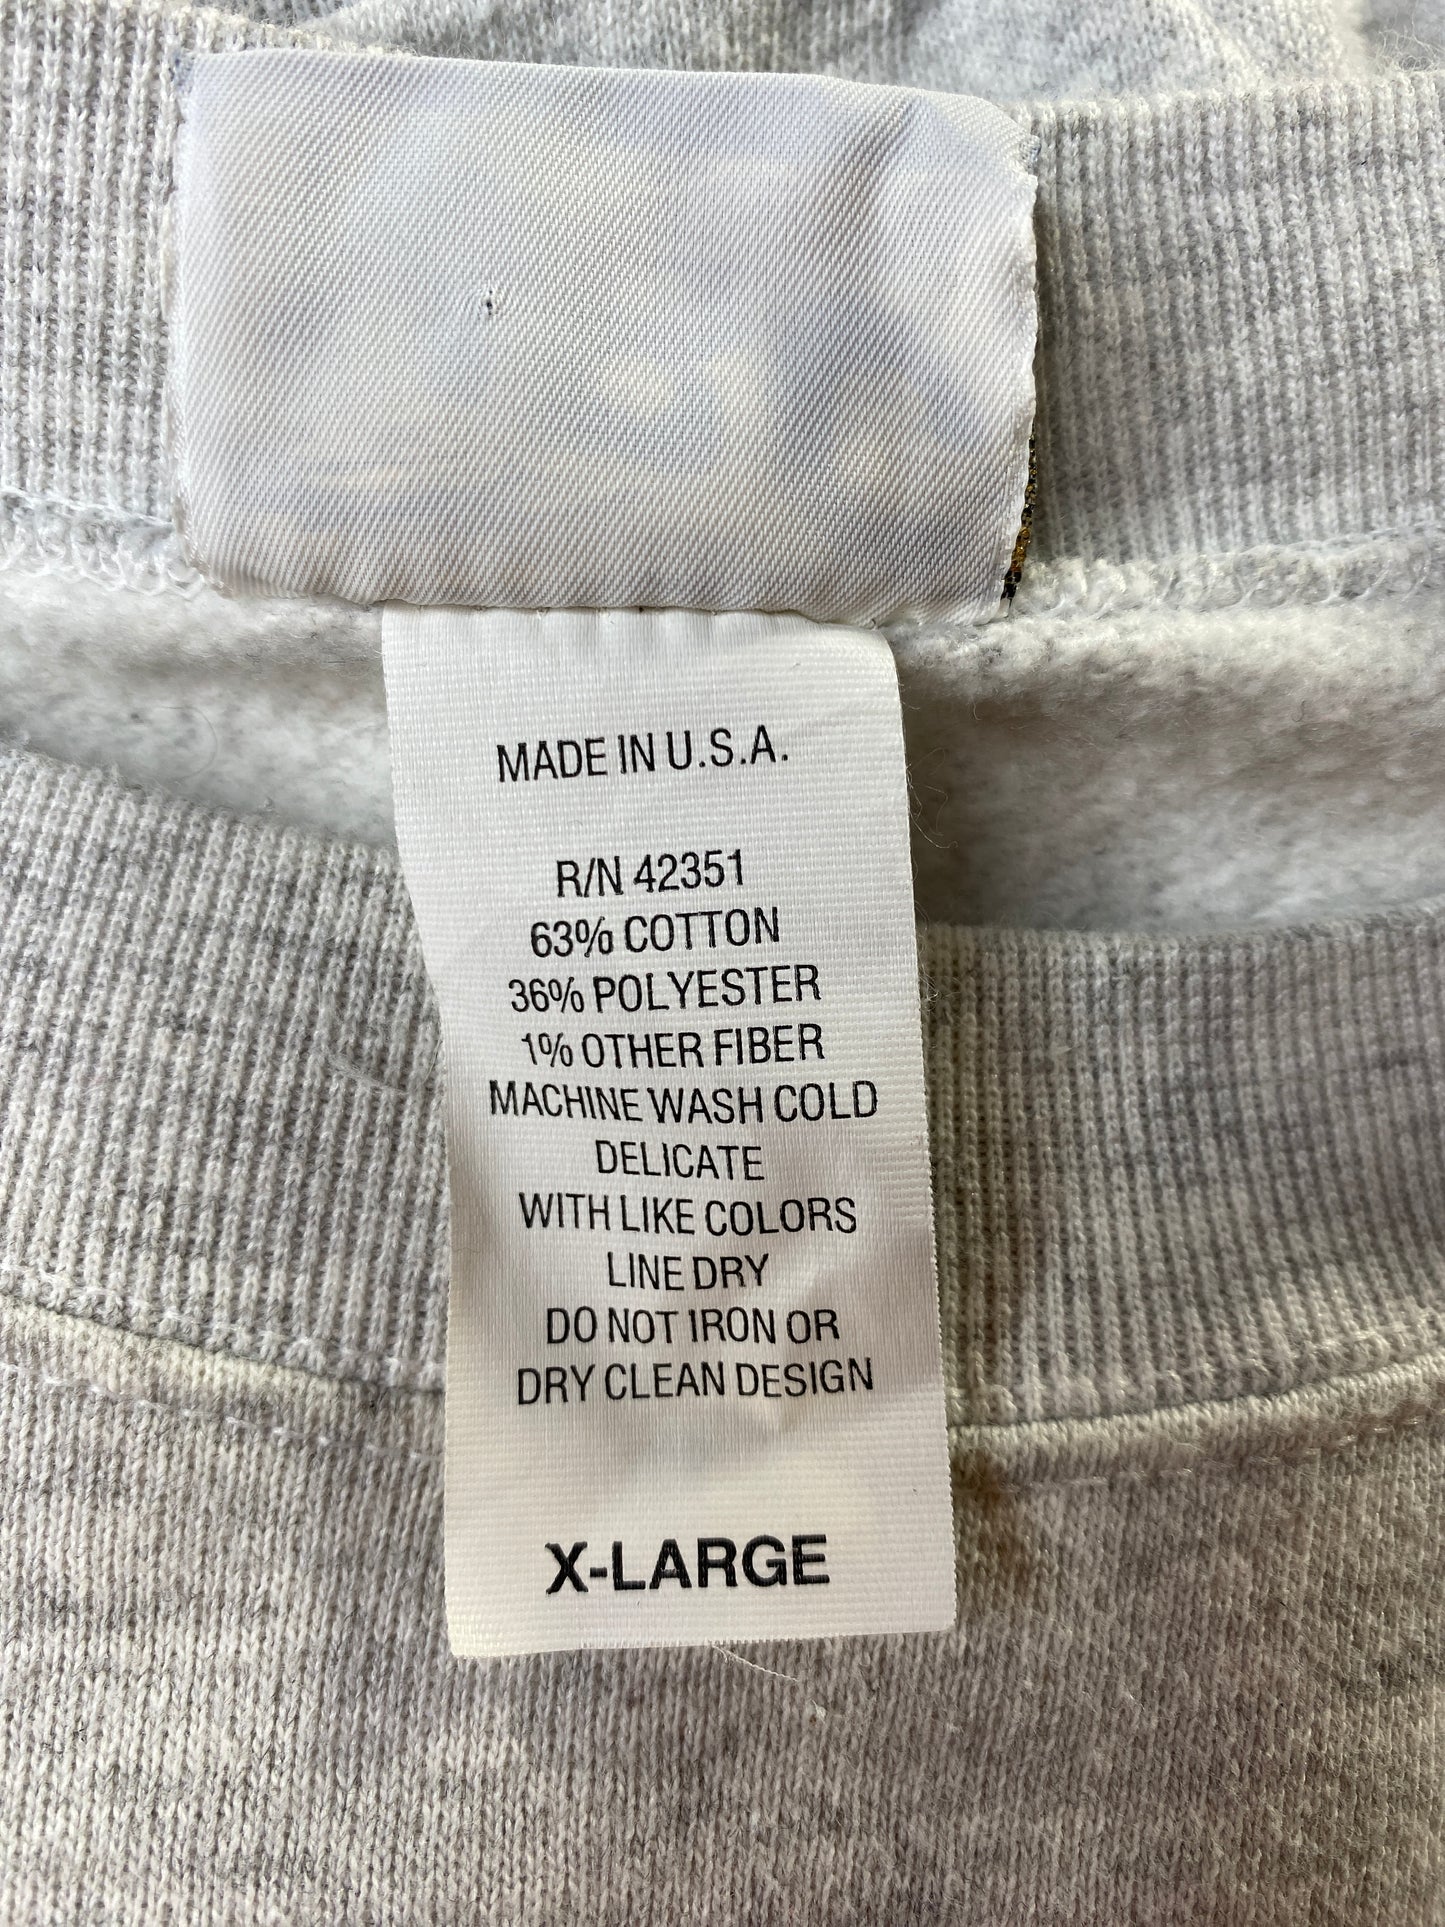 MADE IN U.S.A.
R/N 42351
63% COTTON
36% POLYESTER
1% OTHER FIBER
MACHINE WASH COLD
DELICATE
WITH LIKE COLORS
LINE DRY
DO NOT IRON OR
DRY CLEAN DESIGN
X-LARGE